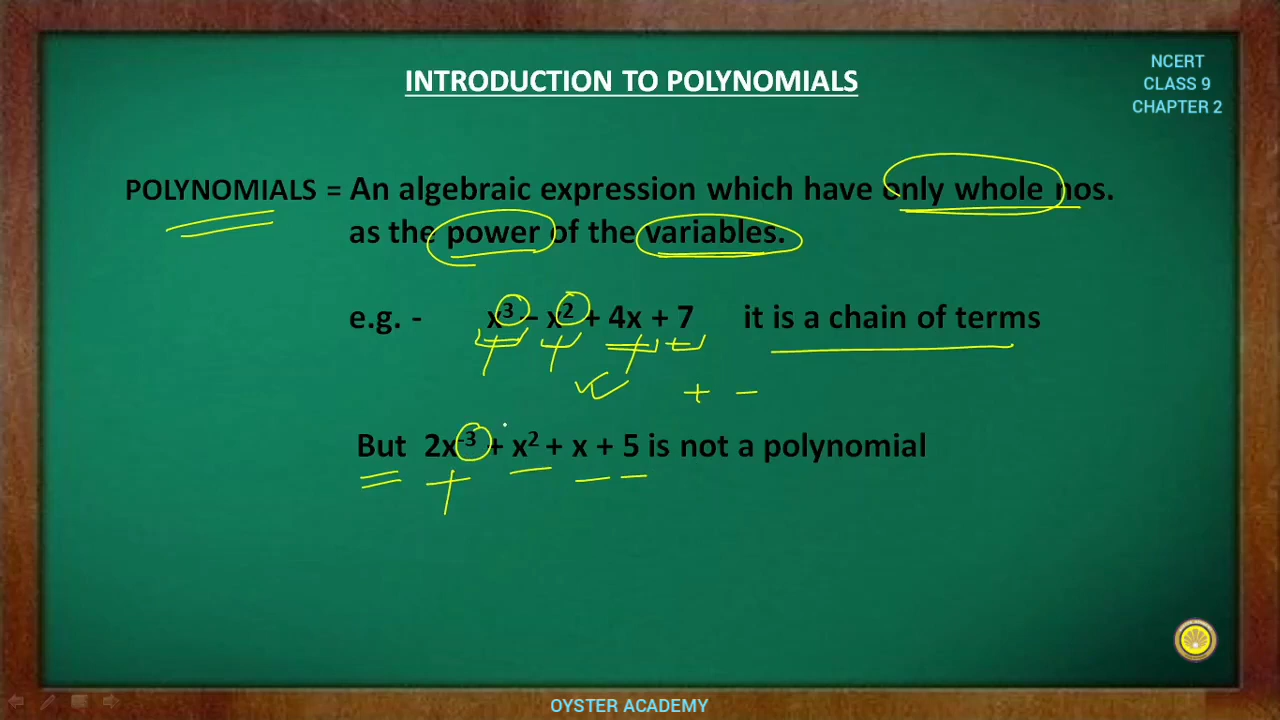 INTRODUCTION TO POLYNOMIALS
NCERT
CLASS 9
CHAPTER 2
POLYNOMIALS = An algebraic expression which have only whole nos.
as the power of the variables.
e.g. - x³ – x² + 4x + 7 it is a chain of terms
+ –
But 2x⁻³ + x² + x + 5 is not a polynomial
OYSTER ACADEMY